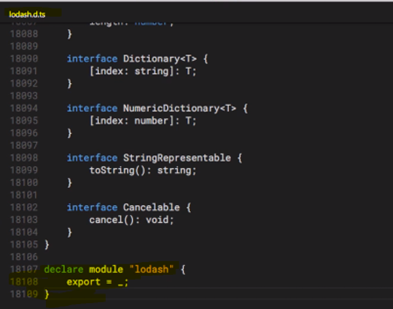 lodash.d.ts
18087 length: number;
18088 }
18089
18090 interface Dictionary<T> {
18091 [index: string]: T;
18092 }
18093
18094 interface NumericDictionary<T> {
18095 [index: number]: T;
18096 }
18097
18098 interface StringRepresentable {
18099 toString(): string;
18100 }
18101
18102 interface Cancelable {
18103 cancel(): void;
18104 }
18105 }
18106
18107 declare module "lodash" {
18108 export = _;
18109 }